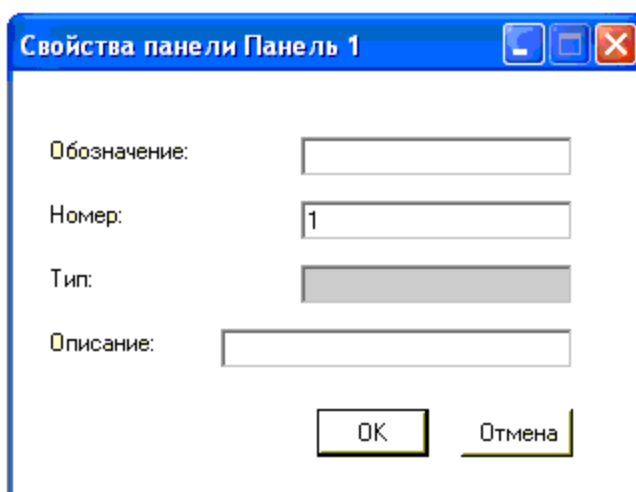 Свойства панели Панель 1
Обозначение:
Номер: 1
Тип:
Описание:
OK Отмена